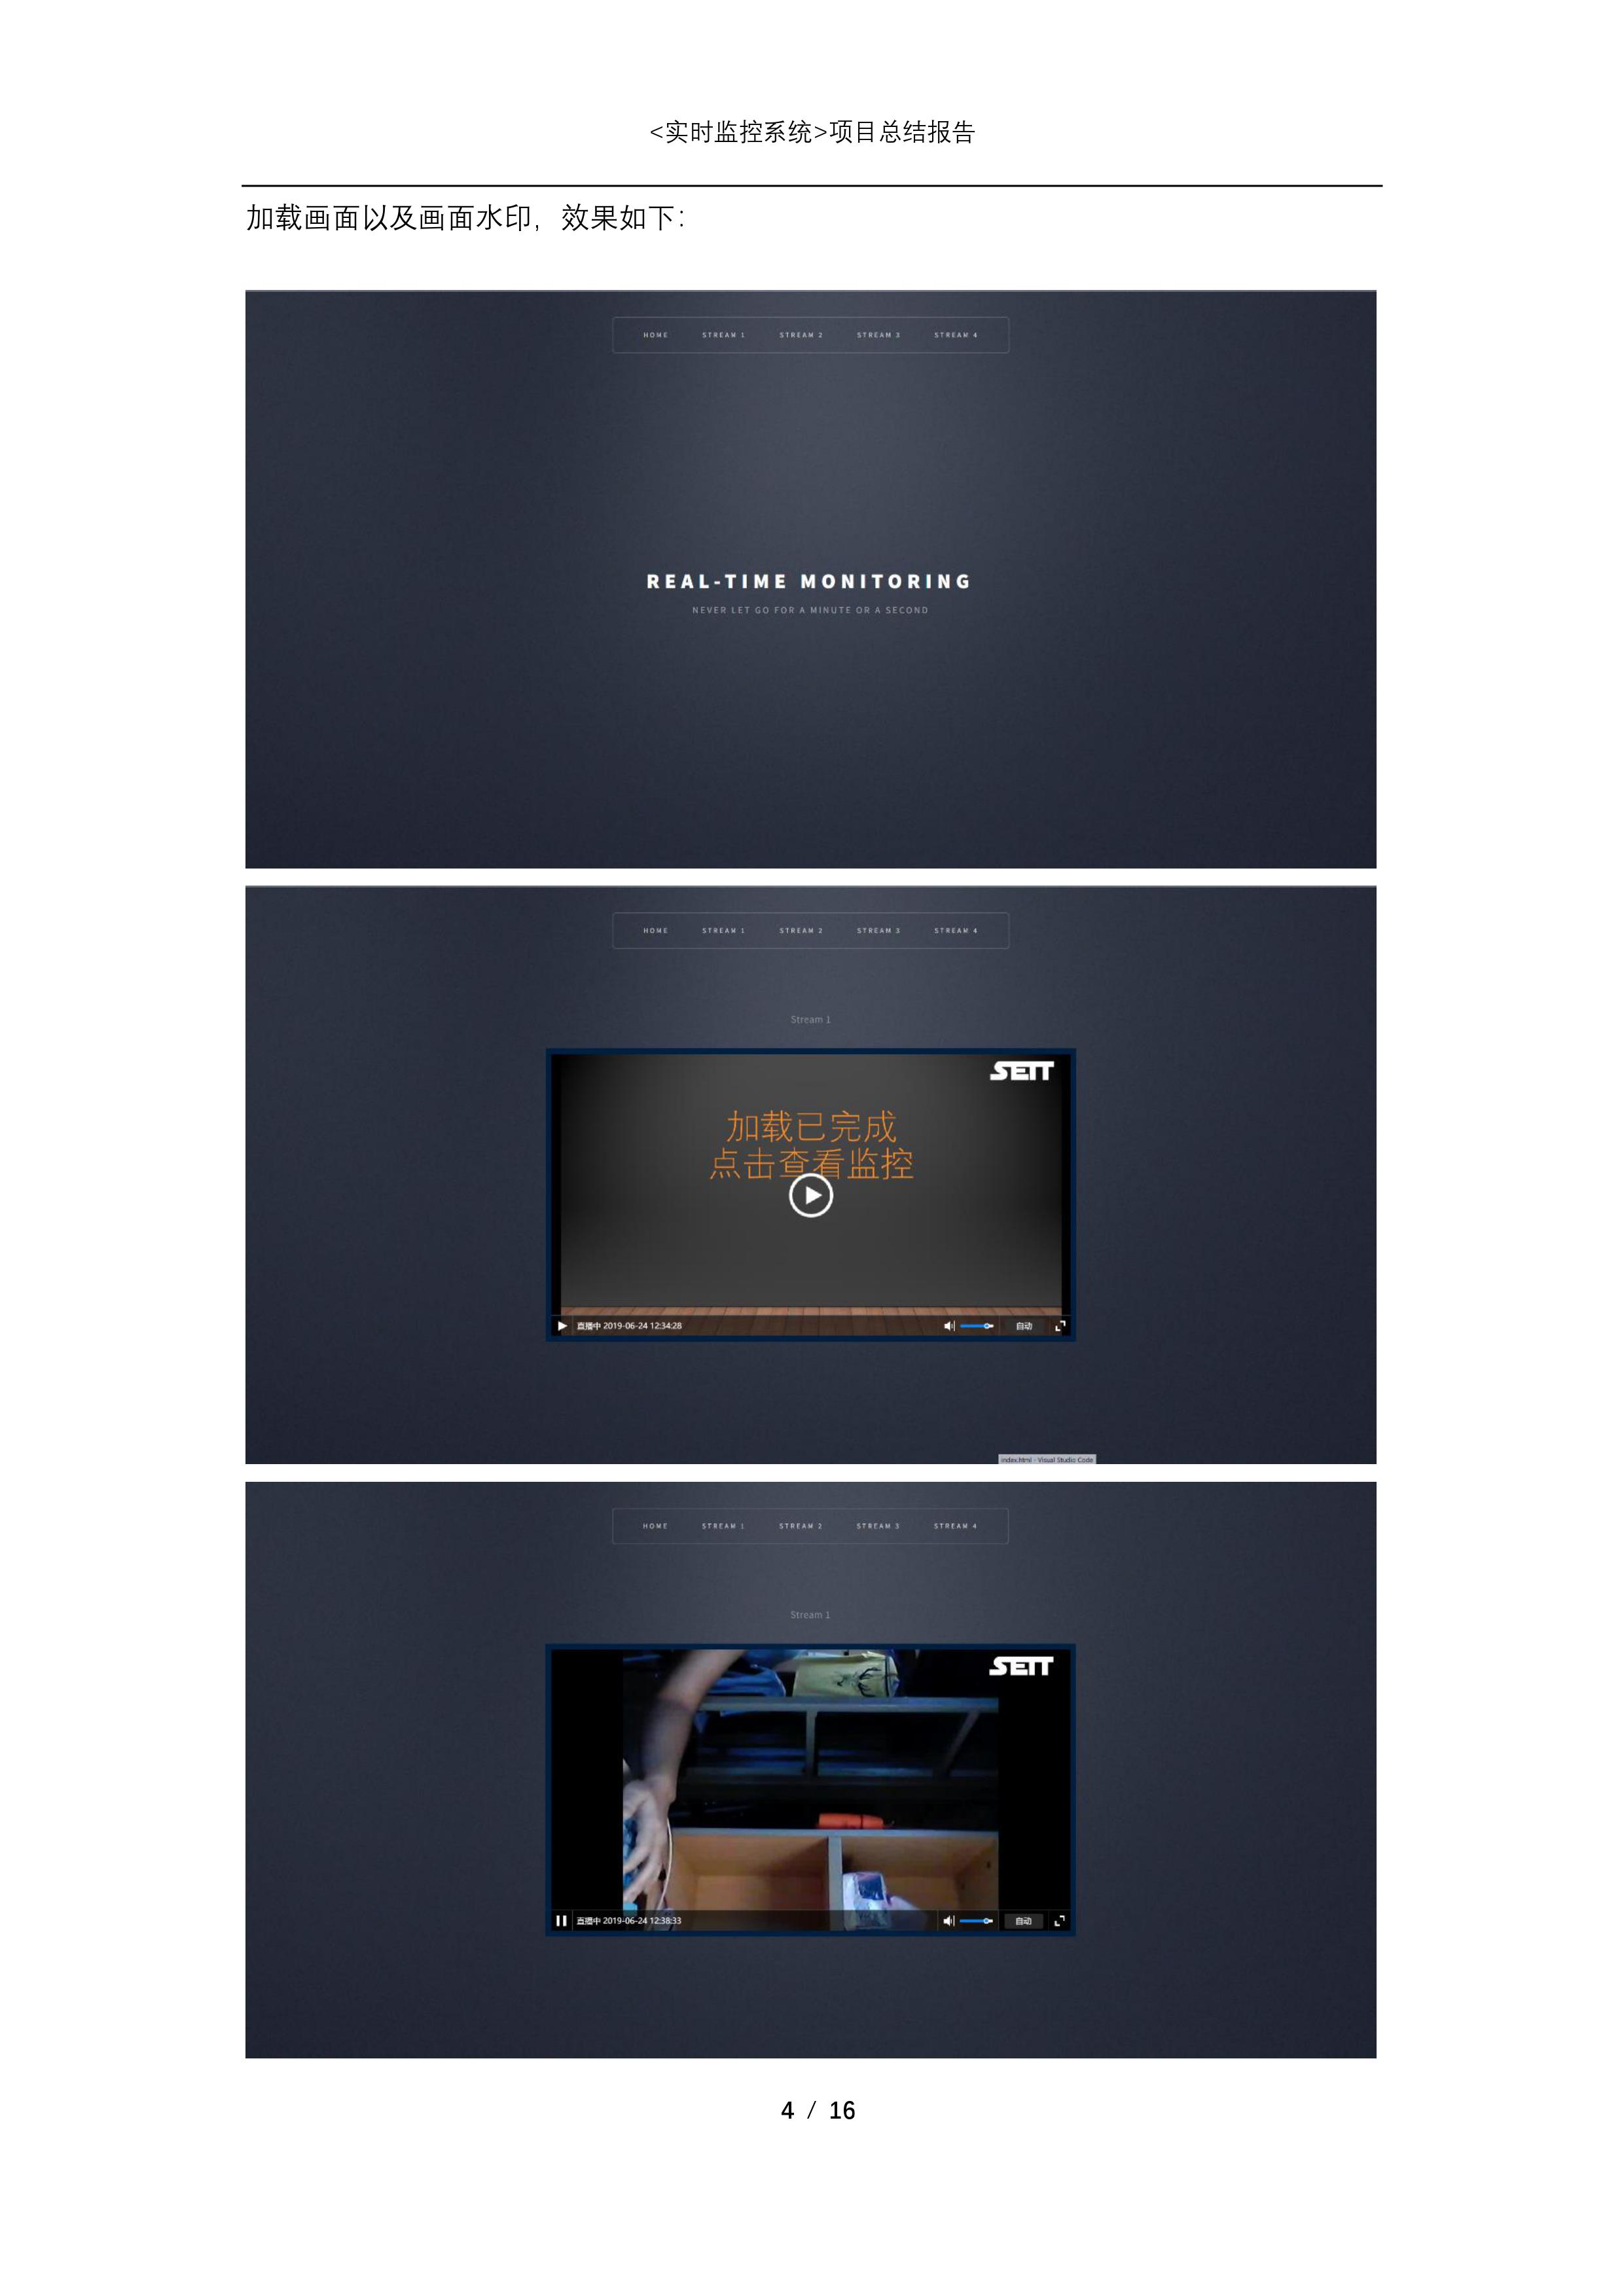 <实时监控系统>项目总结报告
加载画面以及画面水印，效果如下：
HOME STREAM 1 STREAM 2 STREAM 3 STREAM 4
REAL-TIME MONITORING
NEVER LET GO FOR A MINUTE OR A SECOND
HOME STREAM 1 STREAM 2 STREAM 3 STREAM 4
Stream 1
SETT
加载已完成
点击查看监控
直播中 2019-06-24 12:34:28 自动
index.html - Visual Studio Code
HOME STREAM 1 STREAM 2 STREAM 3 STREAM 4
Stream 1
SETT
直播中 2019-06-24 12:38:33 自动
4 / 16